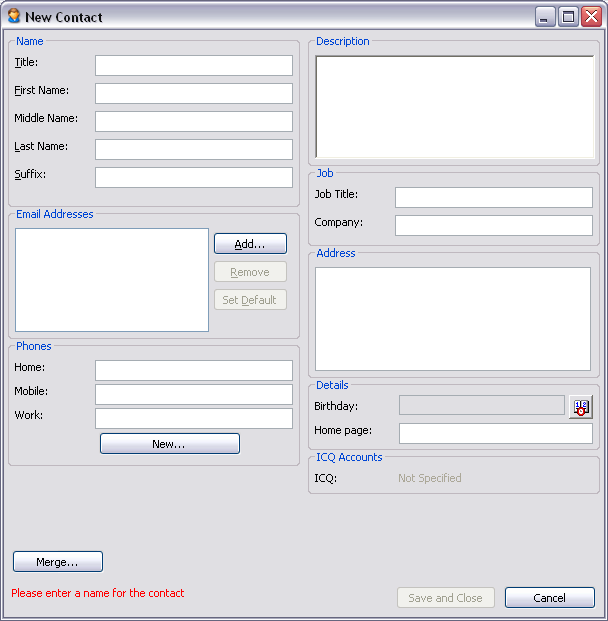 New Contact
Name
Title:
First Name:
Middle Name:
Last Name:
Suffix:
Email Addresses
Add...
Remove
Set Default
Phones
Home:
Mobile:
Work:
New...
Description
Job
Job Title:
Company:
Address
Details
Birthday:
12
Home page:
ICQ Accounts
ICQ: Not Specified
Merge...
Please enter a name for the contact
Save and Close
Cancel